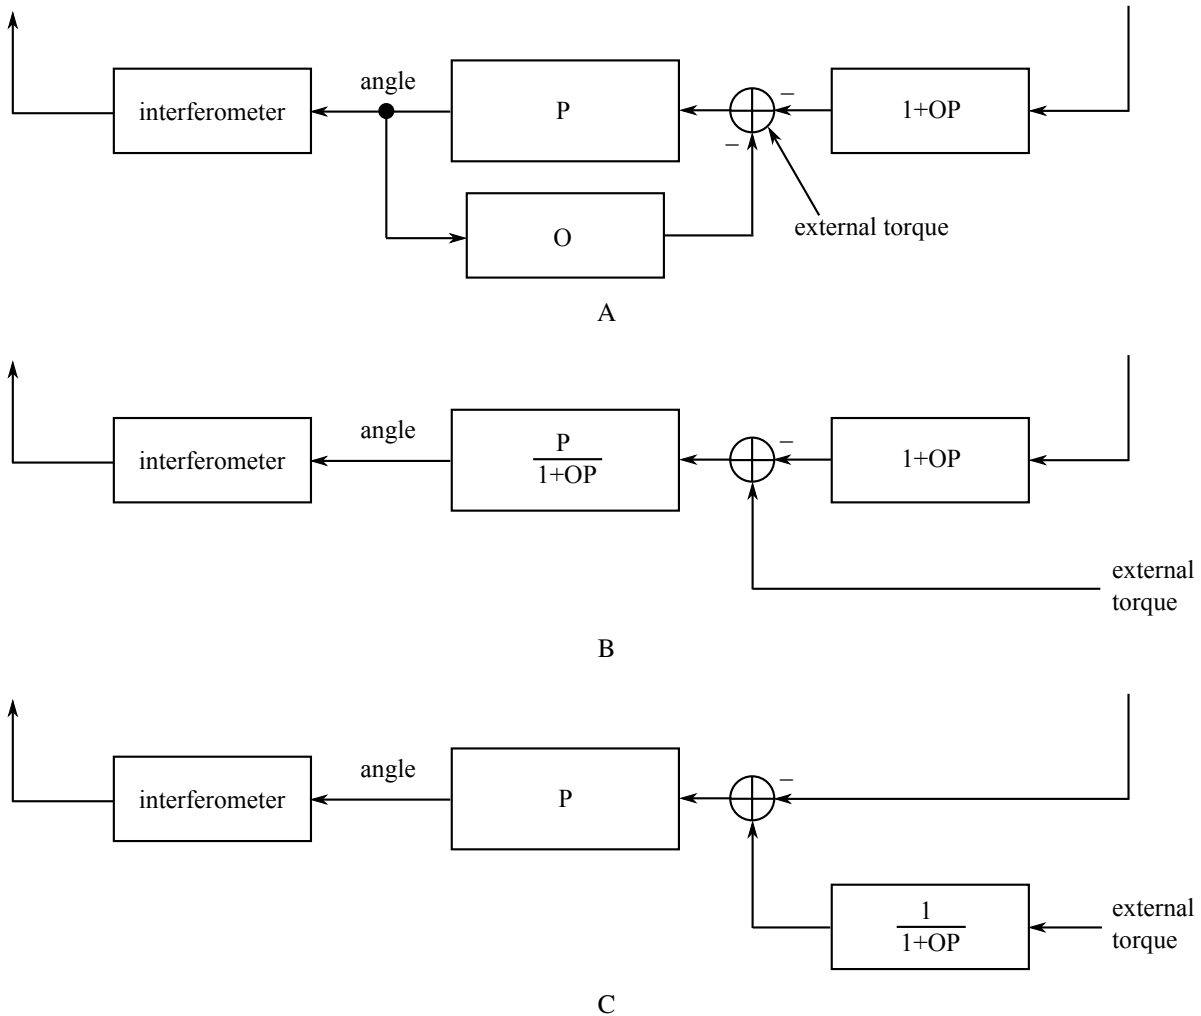 angle
interferometer
P
–
1+OP
–
O
external torque
A
angle
interferometer
P
1+OP
–
1+OP
external
torque
B
angle
interferometer
P
–
1
1+OP
external
torque
C